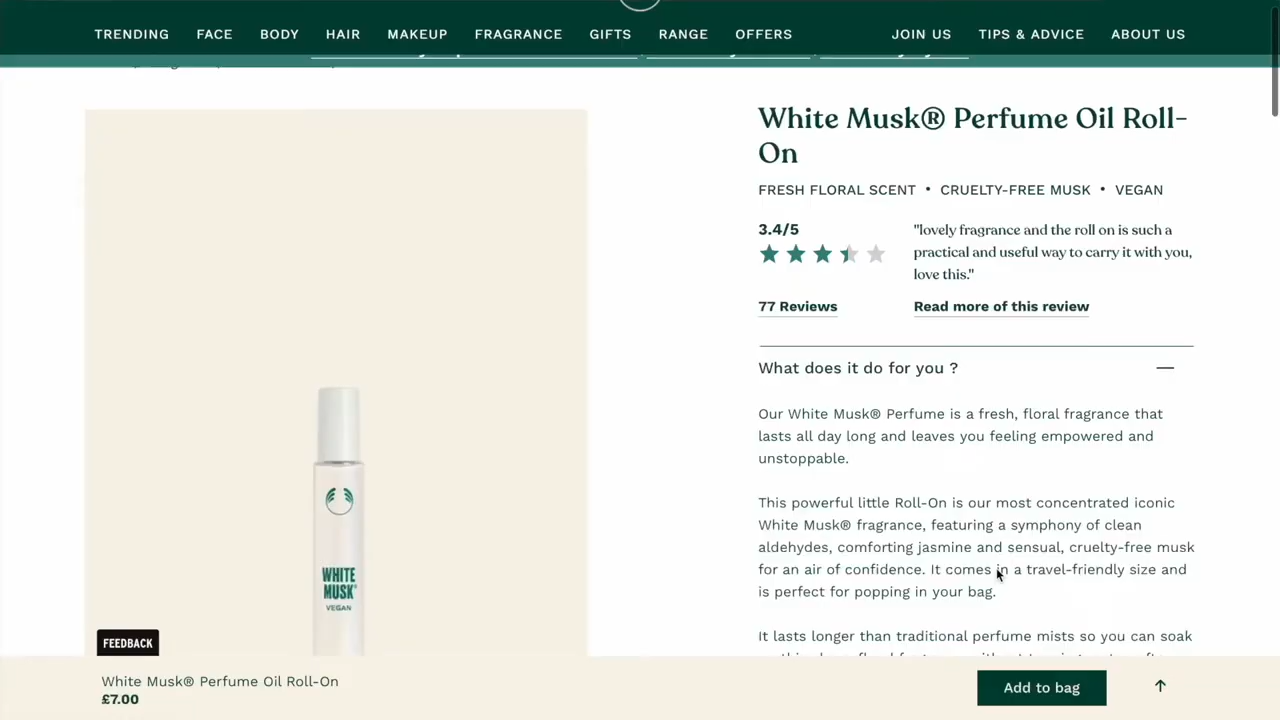 TRENDING FACE BODY HAIR MAKEUP FRAGRANCE GIFTS RANGE OFFERS JOIN US TIPS & ADVICE ABOUT US
White Musk® Perfume Oil Roll-
On
FRESH FLORAL SCENT • CRUELTY-FREE MUSK • VEGAN
3.4/5
"lovely fragrance and the roll on is such a
practical and useful way to carry it with you,
love this."
77 Reviews
Read more of this review
What does it do for you ?
Our White Musk® Perfume is a fresh, floral fragrance that
lasts all day long and leaves you feeling empowered and
unstoppable.
This powerful little Roll-On is our most concentrated iconic
White Musk® fragrance, featuring a symphony of clean
aldehydes, comforting jasmine and sensual, cruelty-free musk
for an air of confidence. It comes in a travel-friendly size and
is perfect for popping in your bag.
It lasts longer than traditional perfume mists so you can soak
WHITE
MUSK®
VEGAN
FEEDBACK
White Musk® Perfume Oil Roll-On
£7.00
Add to bag